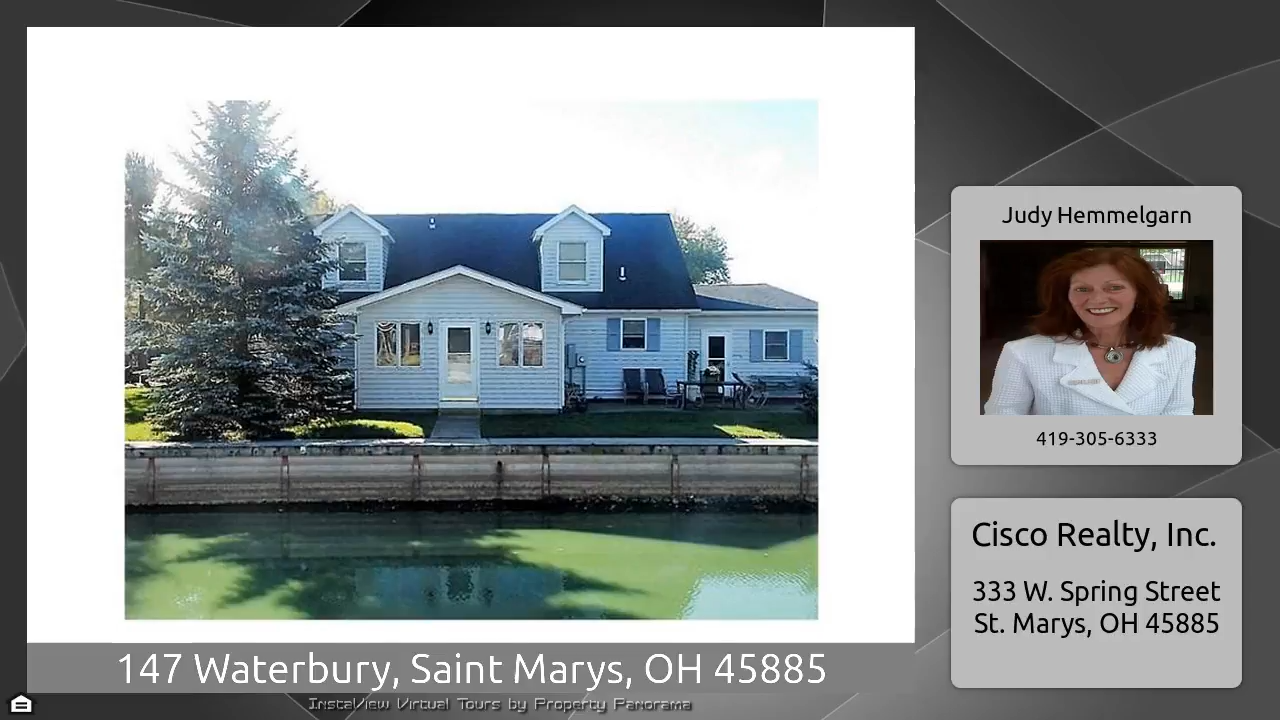 Judy Hemmelgarn
419-305-6333
Cisco Realty, Inc.
333 W. Spring Street
St. Marys, OH 45885
147 Waterbury, Saint Marys, OH 45885
InstaView Virtual Tours by Property Panorama